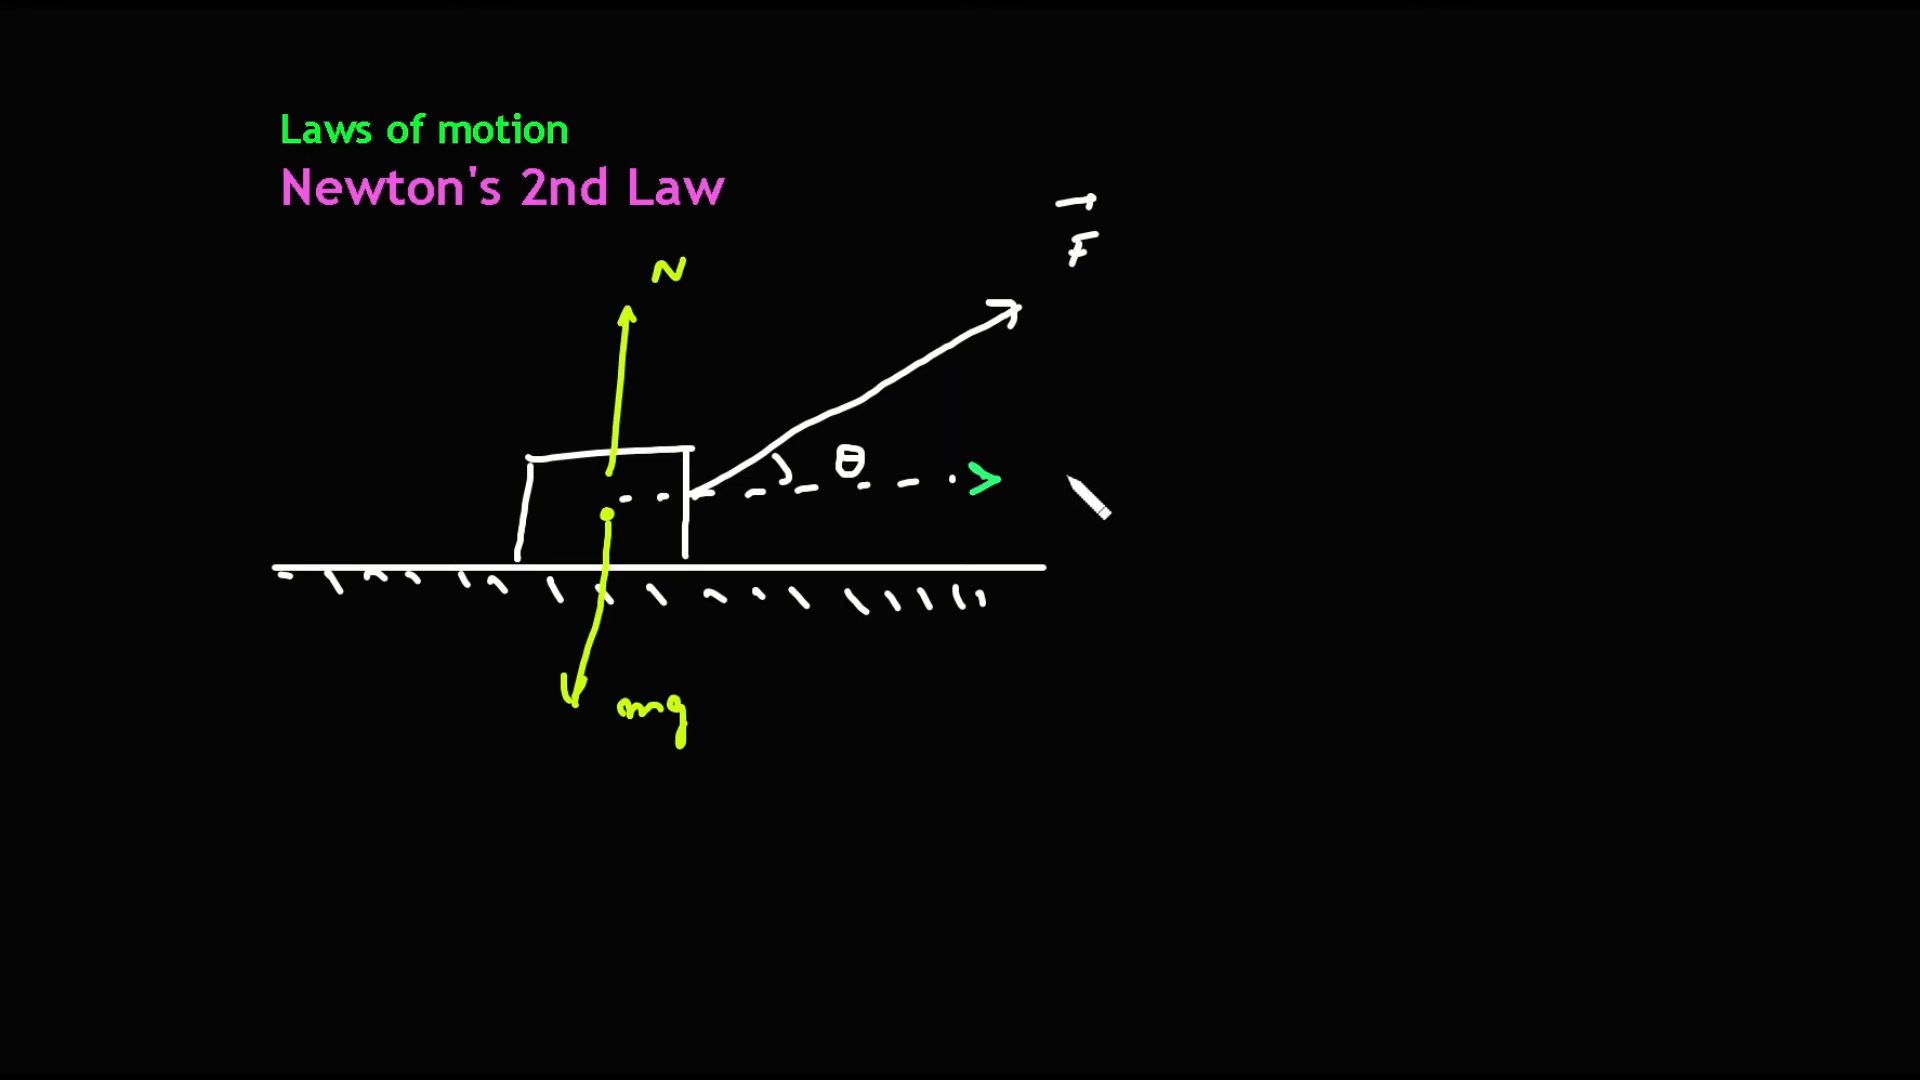 Laws of motion
Newton's 2nd Law
F
N
θ
mg